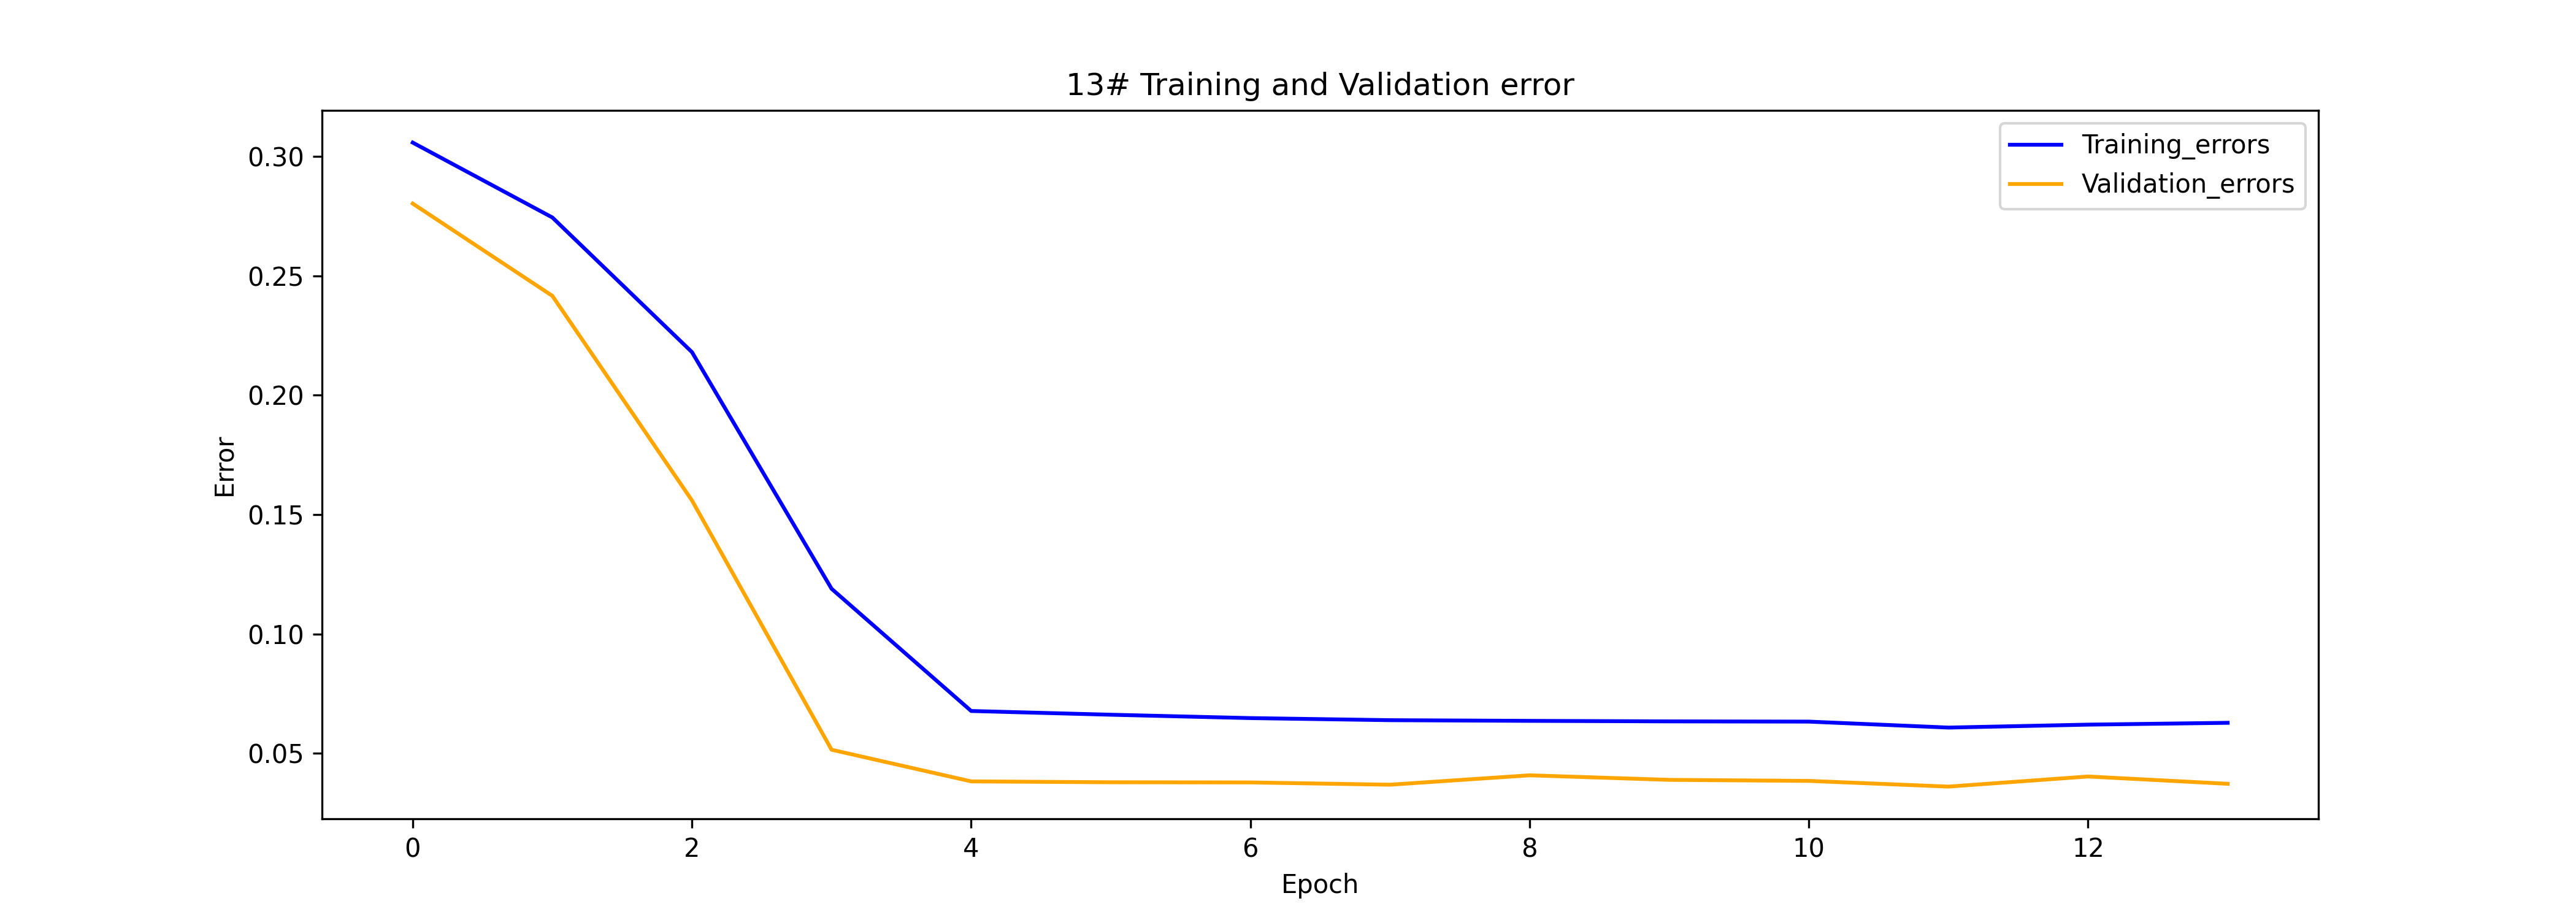 13# Training and Validation error
Training_errors
Validation_errors
0.30
0.25
0.20
0.15
0.10
0.05
Error
0 2 4 6 8 10 12
Epoch